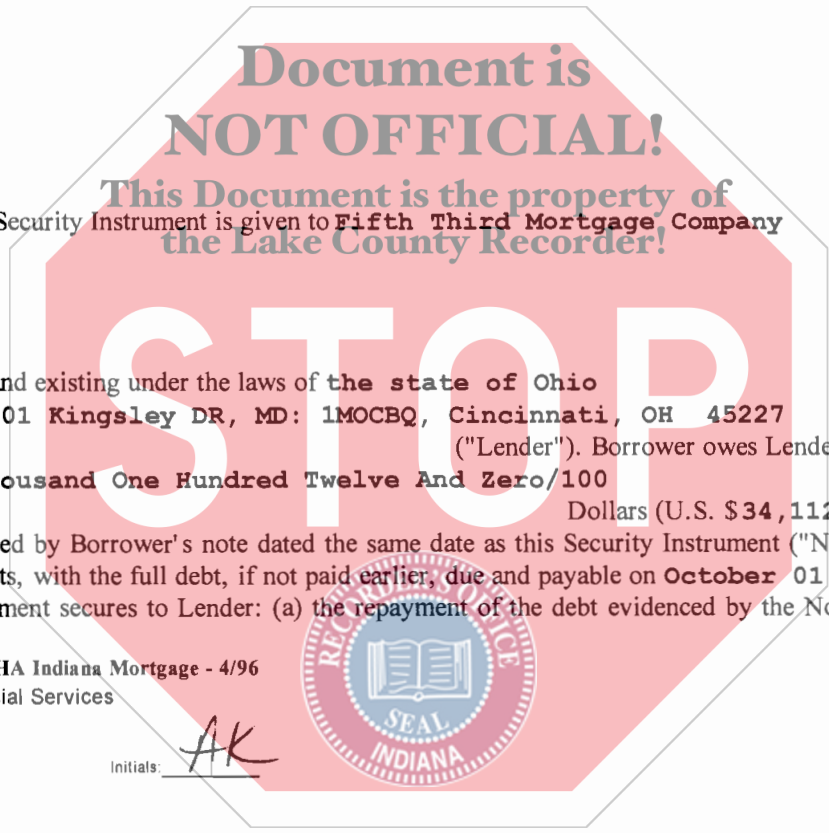 Document is
NOT OFFICIAL!
This Document is the property of
Security Instrument is given to Fifth Third Mortgage Company
the Lake County Recorder!
STOP
nd existing under the laws of the state of Ohio
01 Kingsley DR, MD: 1MOCBQ, Cincinnati, OH 45227
("Lender"). Borrower owes Lende
ousand One Hundred Twelve And Zero/100
Dollars (U.S. $34,112
ed by Borrower's note dated the same date as this Security Instrument ("N
ts, with the full debt, if not paid earlier, due and payable on October 01
ment secures to Lender: (a) the repayment of the debt evidenced by the No
RECORDER'S OFFICE
SEAL
INDIANA
HA Indiana Mortgage - 4/96
ial Services
Initials: AK